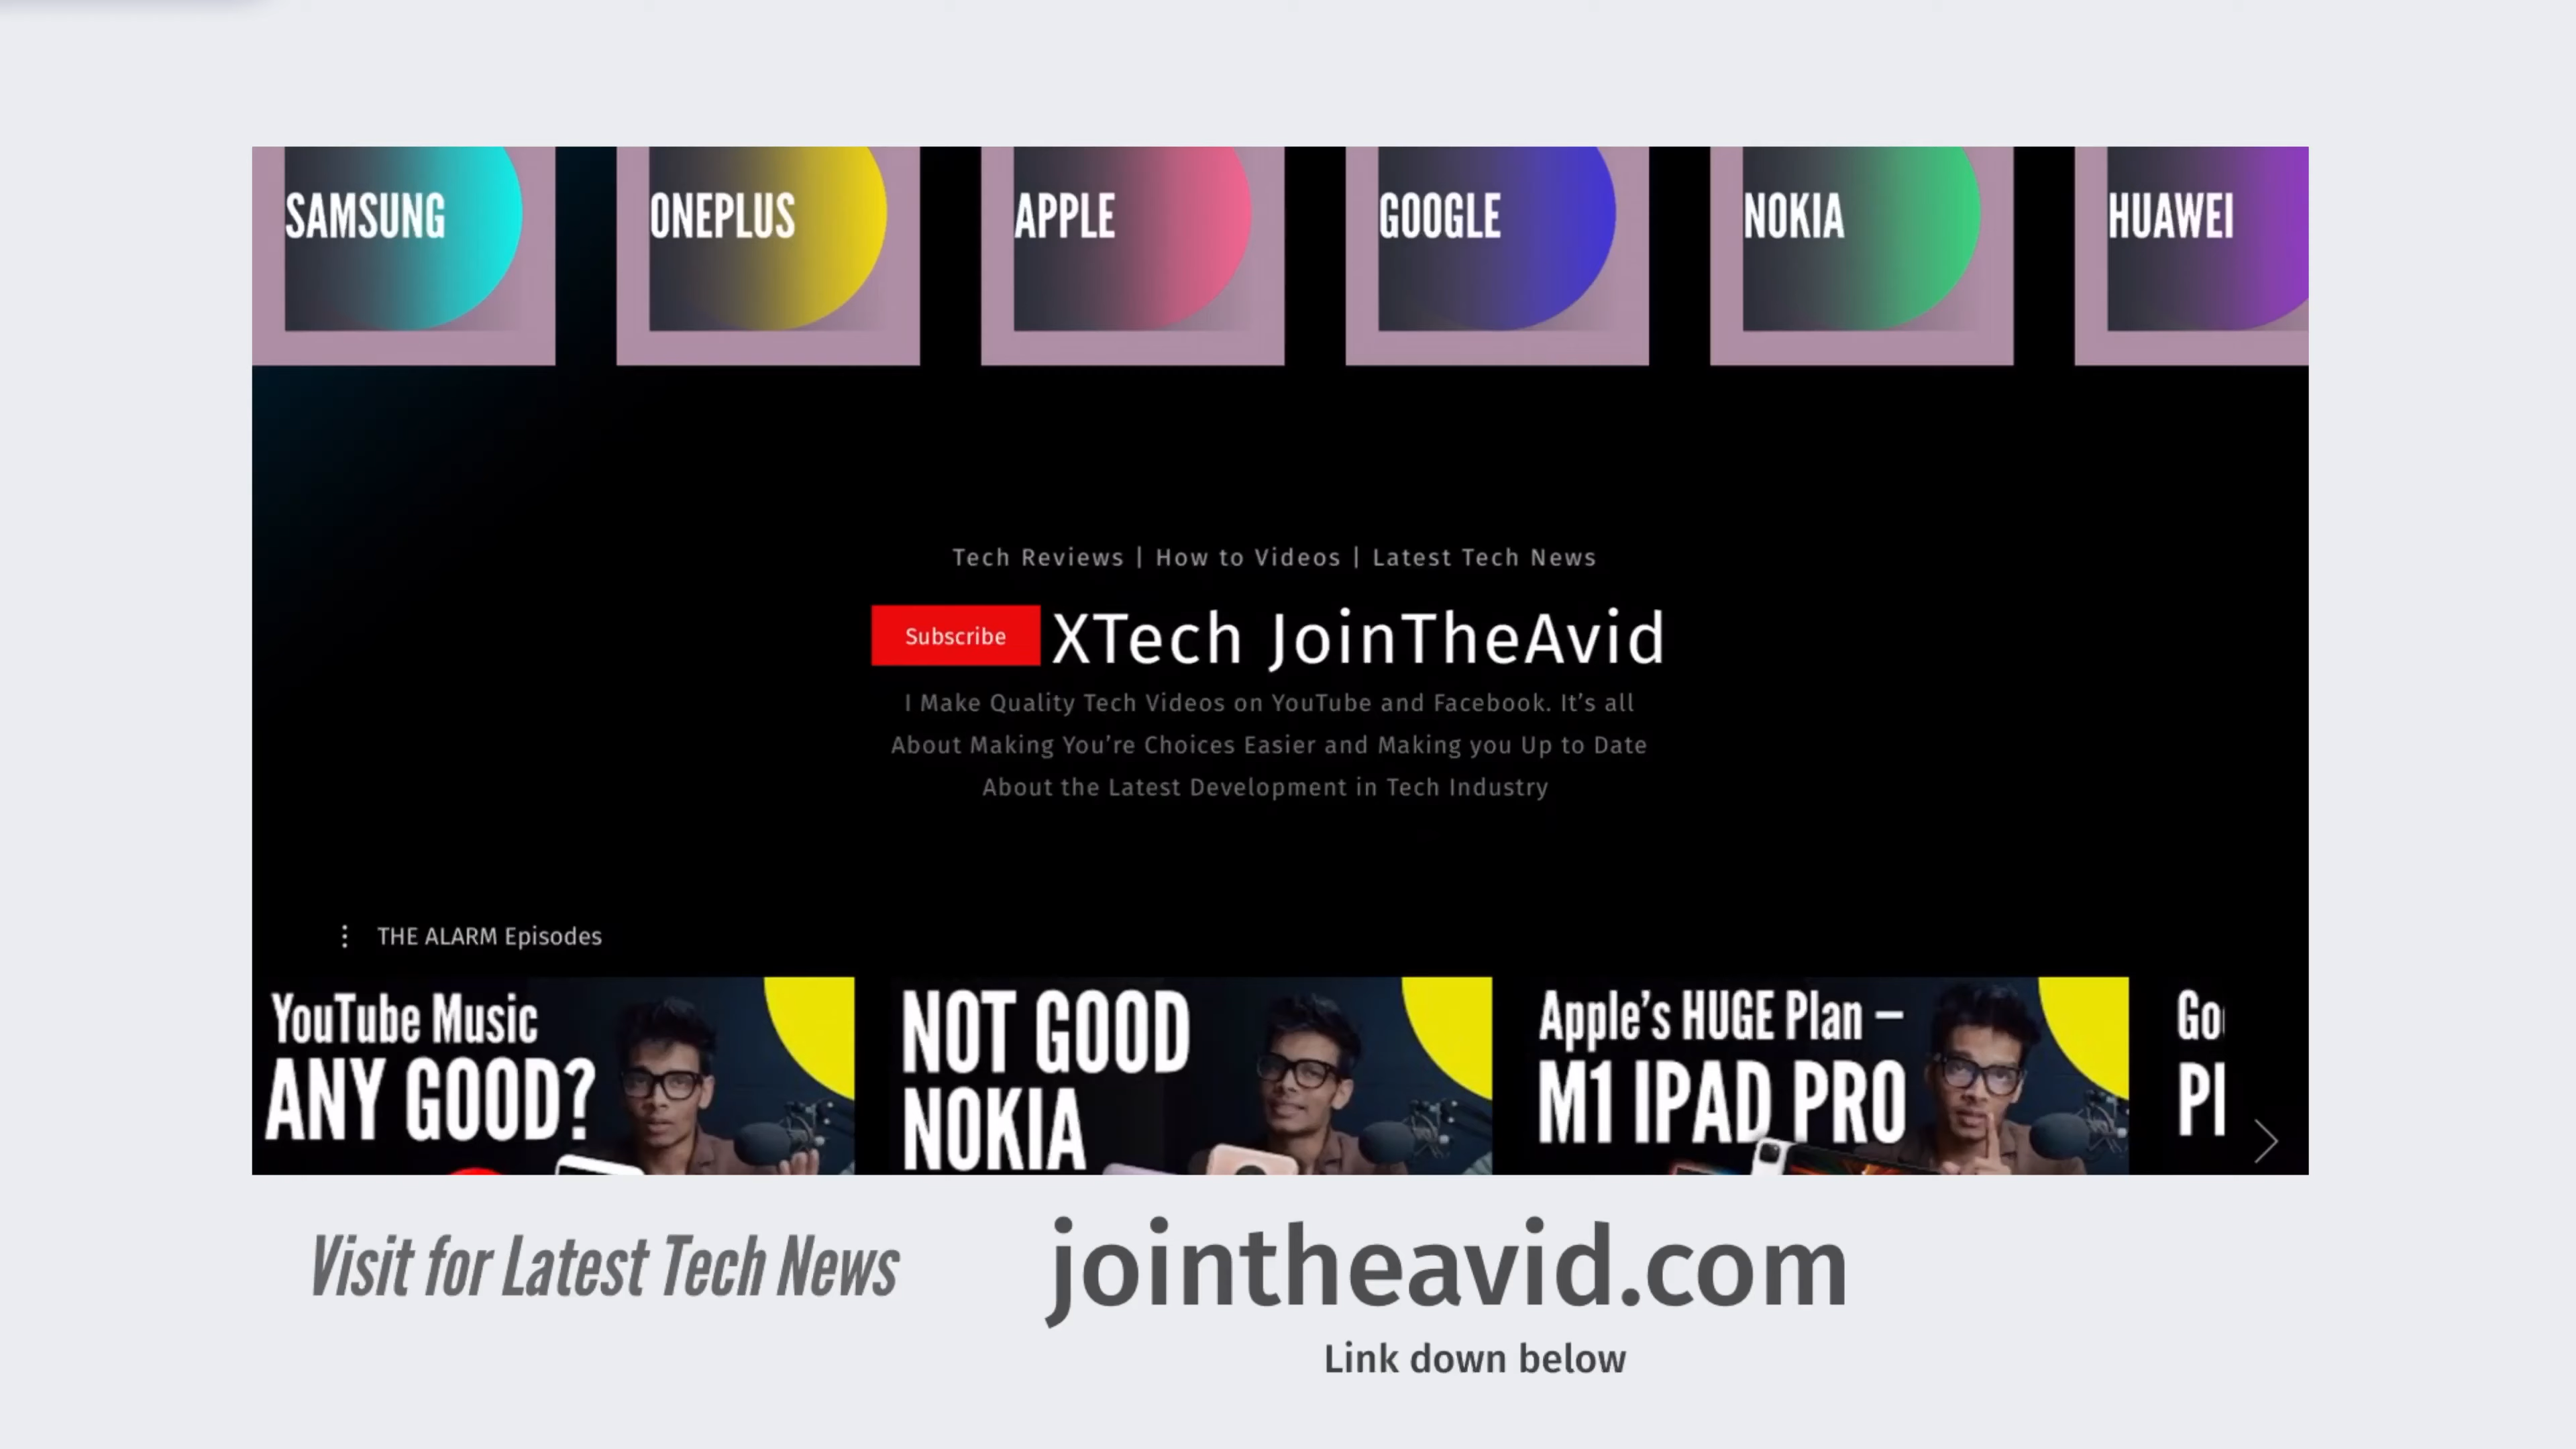 SAMSUNG
ONEPLUS
APPLE
GOOGLE
NOKIA
HUAWEI
Tech Reviews | How to Videos | Latest Tech News
Subscribe XTech JoinTheAvid
I Make Quality Tech Videos on YouTube and Facebook. It's all
About Making You're Choices Easier and Making you Up to Date
About the Latest Development in Tech Industry
THE ALARM Episodes
YouTube Music
ANY GOOD?
NOT GOOD
NOKIA
Apple's HUGE Plan –
M1 IPAD PRO
Visit for Latest Tech News
jointheavid.com
Link down below